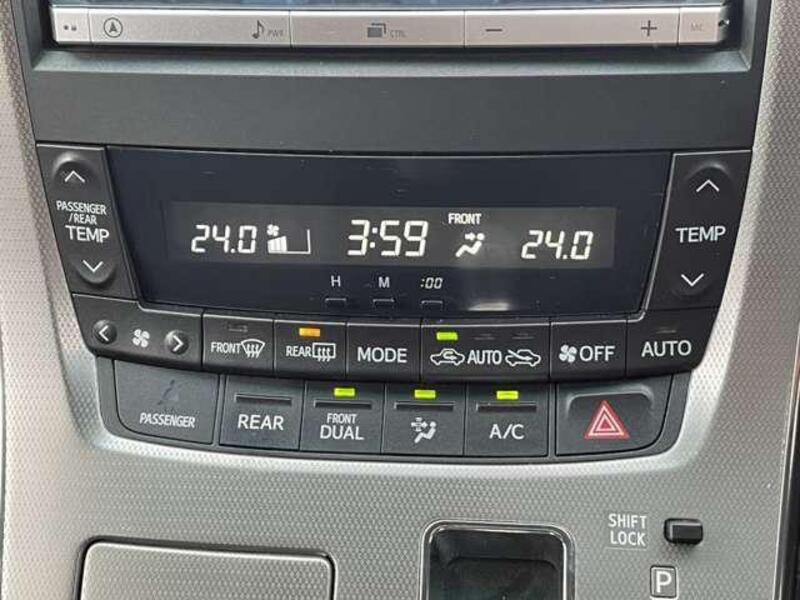 PWR
CTRL
MIC
PASSENGER
/REAR
TEMP
24.0
3:59
FRONT
24.0
TEMP
H
M
:00
FRONT
REAR
MODE
AUTO
OFF
AUTO
PASSENGER
REAR
FRONT
DUAL
A/C
SHIFT
LOCK
P